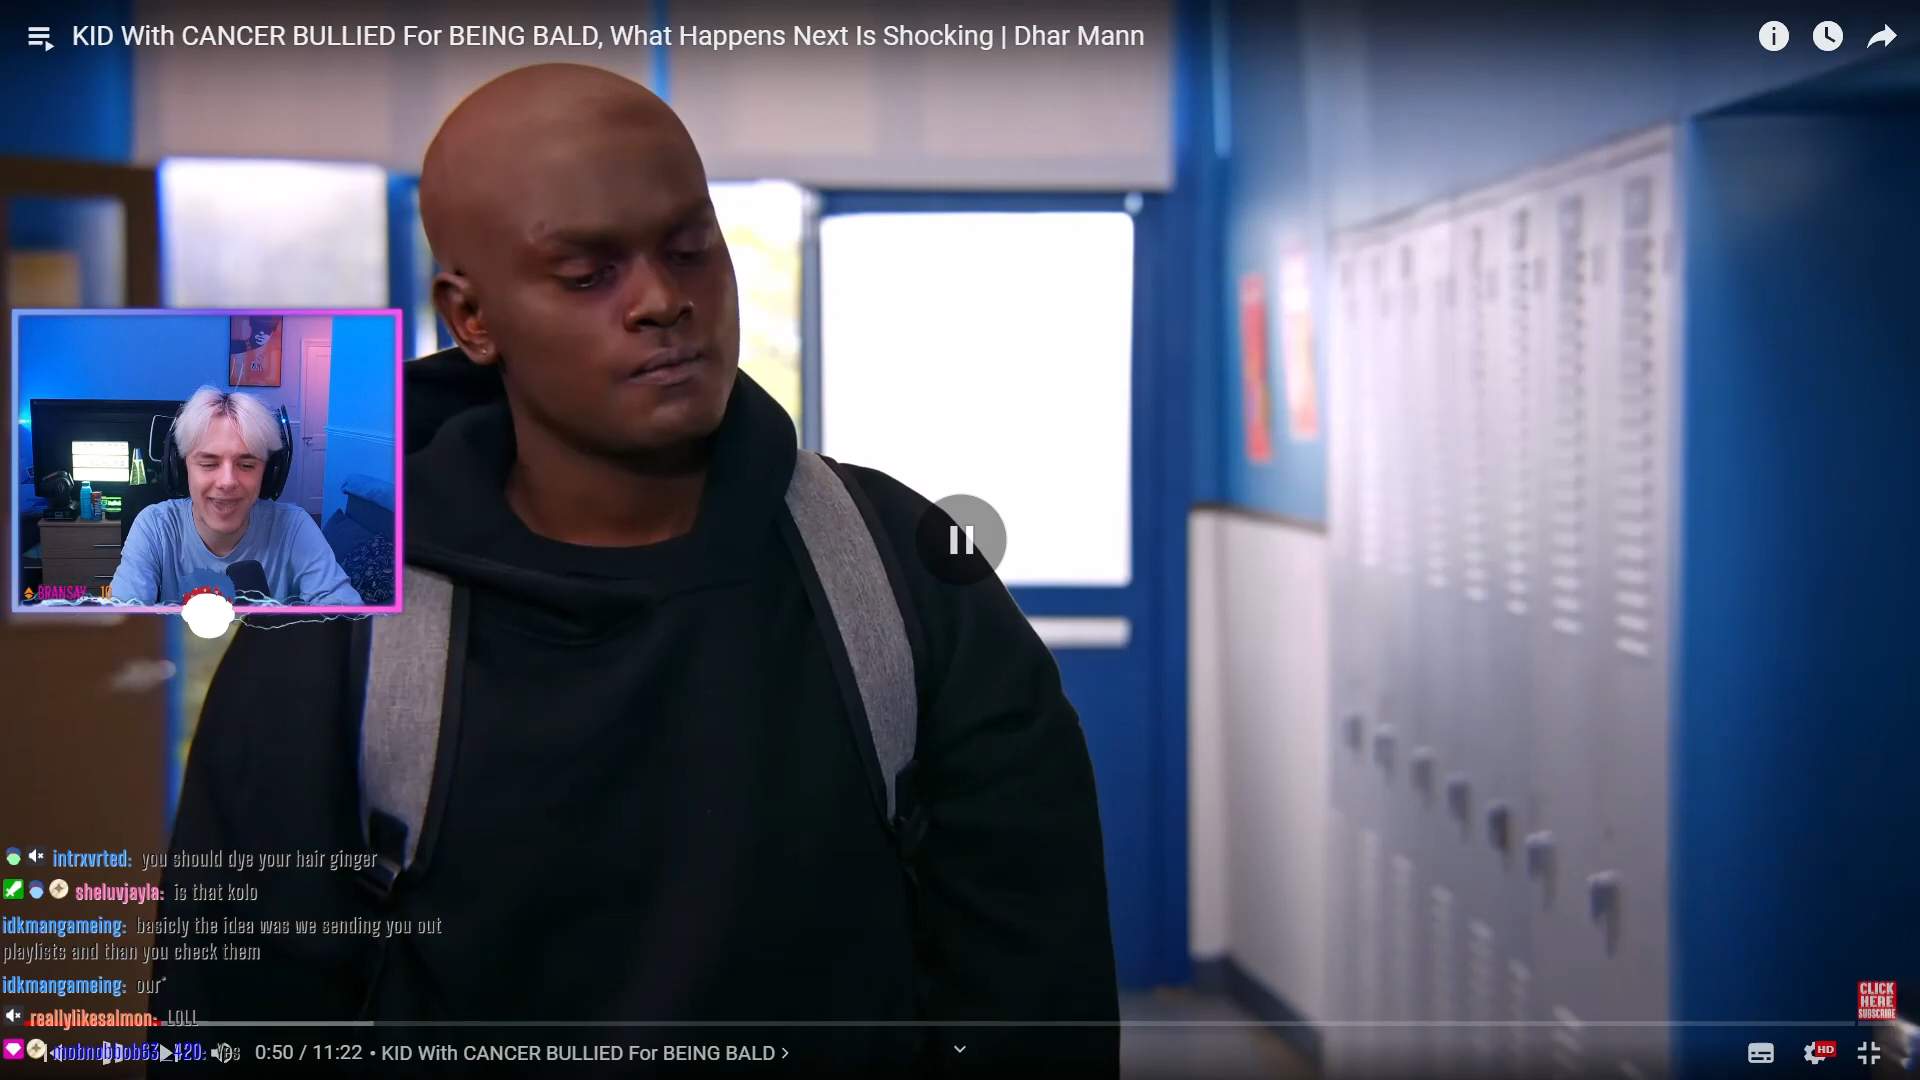 KID With CANCER BULLIED For BEING BALD, What Happens Next Is Shocking | Dhar Mann
BRANSAY_ 10
intrxvrted: you should dye your hair ginger
sheluvjayla: is that kolo
idkmangameing: basicly the idea was we sending you out
playlists and than you check them
idkmangameing: our*
reallylikesalmon: LOLL
Yes
0:50 / 11:22 • KID With CANCER BULLIED For BEING BALD
CLICK
HERE
SUBSCRIBE
HD